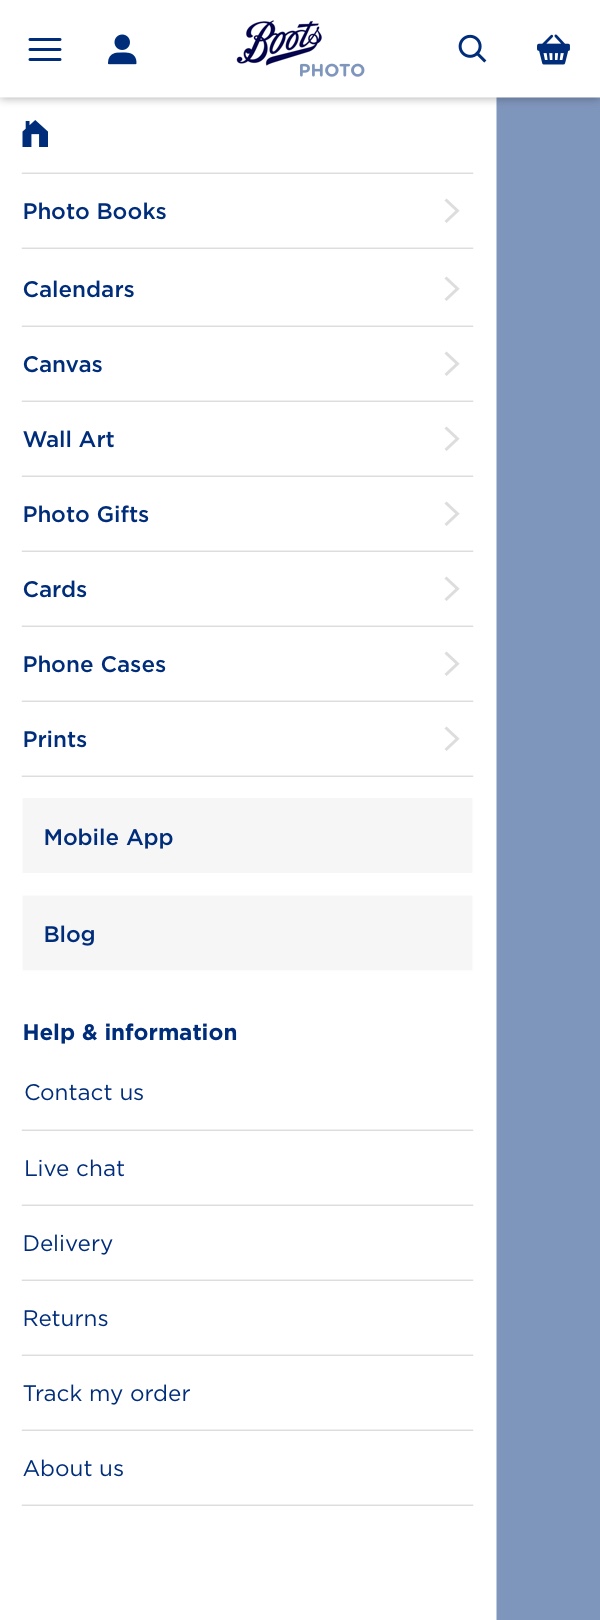 Boots
PHOTO
Photo Books
Calendars
Canvas
Wall Art
Photo Gifts
Cards
Phone Cases
Prints
Mobile App
Blog
Help & information
Contact us
Live chat
Delivery
Returns
Track my order
About us